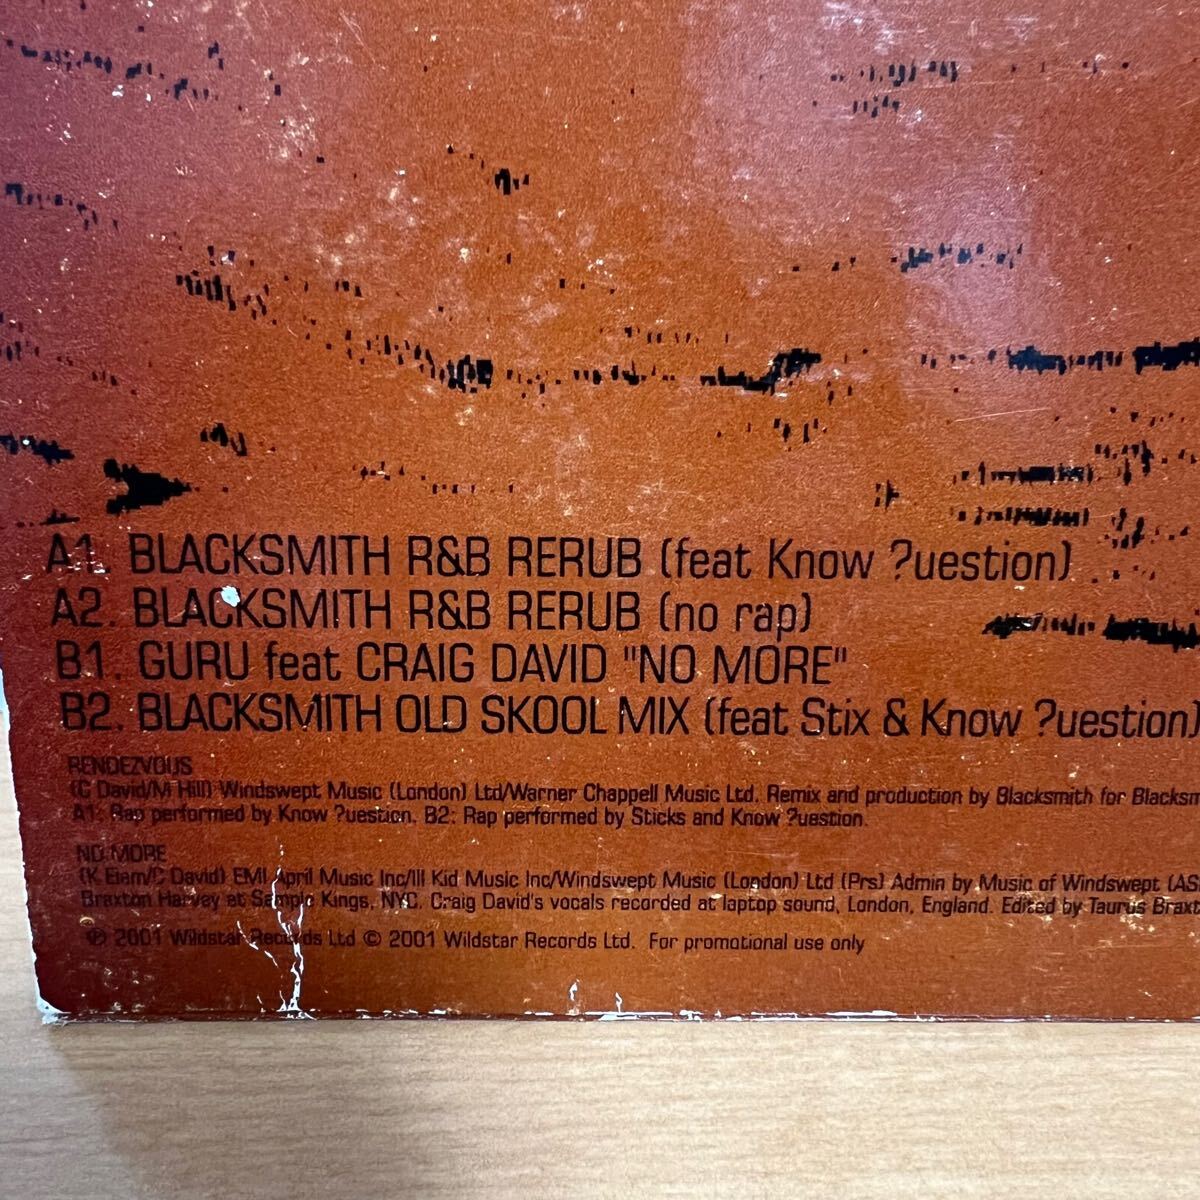 A1. BLACKSMITH R&B RERUB (feat Know ?uestion)
A2. BLACKSMITH R&B RERUB (no rap)
B1. GURU feat CRAIG DAVID "NO MORE"
B2. BLACKSMITH OLD SKOOL MIX (feat Stix & Know ?uestion)
RENDEZVOUS
(C David/M Hill) Windswept Music (London) Ltd/Warner Chappell Music Ltd. Remix and production by Blacksmith for Blacksm
A1: Rap performed by Know ?uestion. B2: Rap performed by Sticks and Know ?uestion.
NO MORE
(K Elam/C David) EMI April Music Inc/Ill Kid Music Inc/Windswept Music (London) Ltd (Prs) Admin by Music of Windswept (AS
Braxton Harvey at Sample Kings, NYC. Craig David's vocals recorded at laptop sound, London, England. Edited by Taurus Braxt
℗ 2001 Wildstar Records Ltd © 2001 Wildstar Records Ltd. For promotional use only